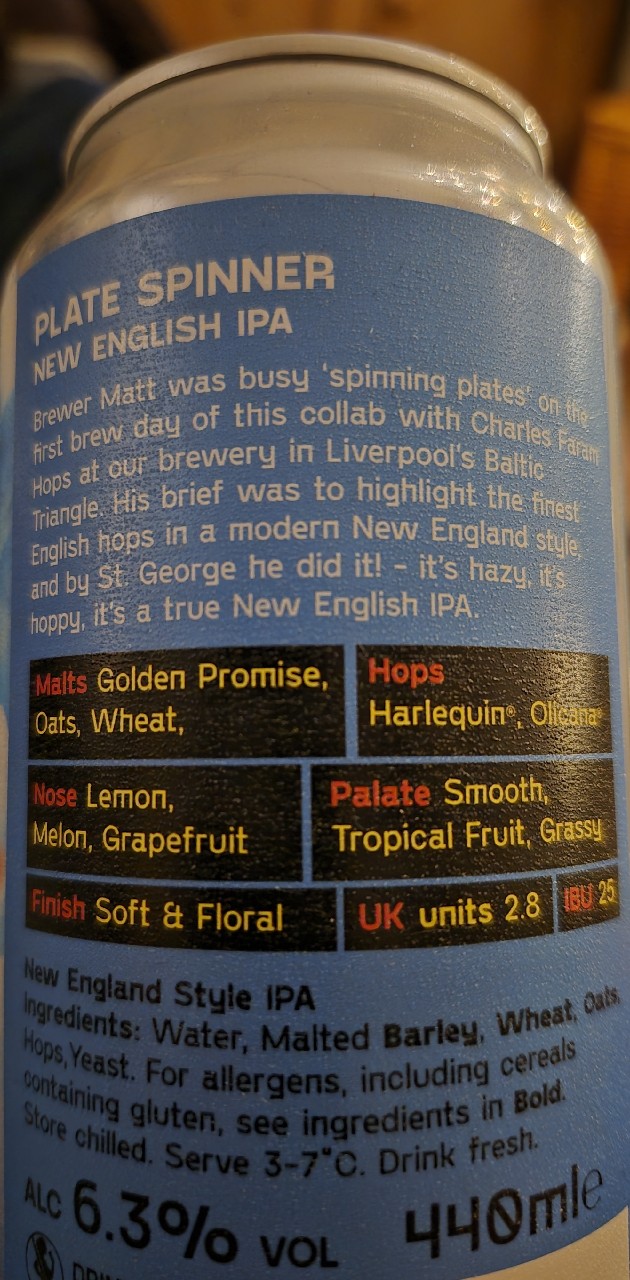 PLATE SPINNER
NEW ENGLISH IPA
Brewer Matt was busy 'spinning plates' on the
first brew day of this collab with Charles Faram
Hops at our brewery in Liverpool's Baltic
Triangle. His brief was to highlight the finest
English hops in a modern New England style,
and by St. George he did it! - it's hazy, it's
hoppy, it's a true New English IPA.
Malts Golden Promise,
Oats, Wheat,
Hops
Harlequin®, Olicana®
Nose Lemon,
Melon, Grapefruit
Palate Smooth,
Tropical Fruit, Grassy
Finish Soft & Floral
UK units 2.8
IBU 25
New England Style IPA
Ingredients: Water, Malted Barley, Wheat, Oats,
Hops, Yeast. For allergens, including cereals
containing gluten, see ingredients in Bold.
Store chilled. Serve 3-7°C. Drink fresh.
ALC 6.3% VOL
440ml e